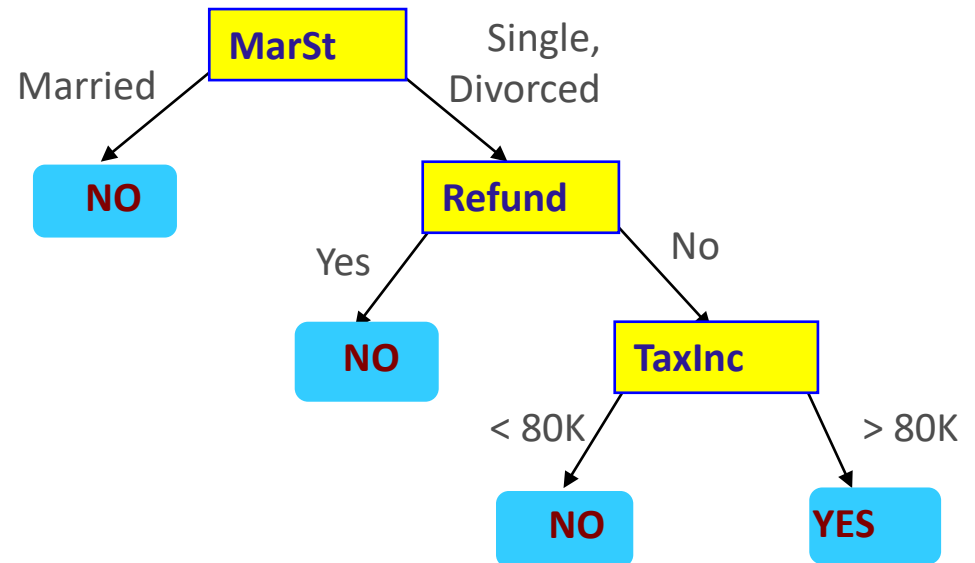 MarSt
Single,
Divorced
Married
NO
Refund
Yes
No
NO
TaxInc
< 80K
> 80K
NO
YES